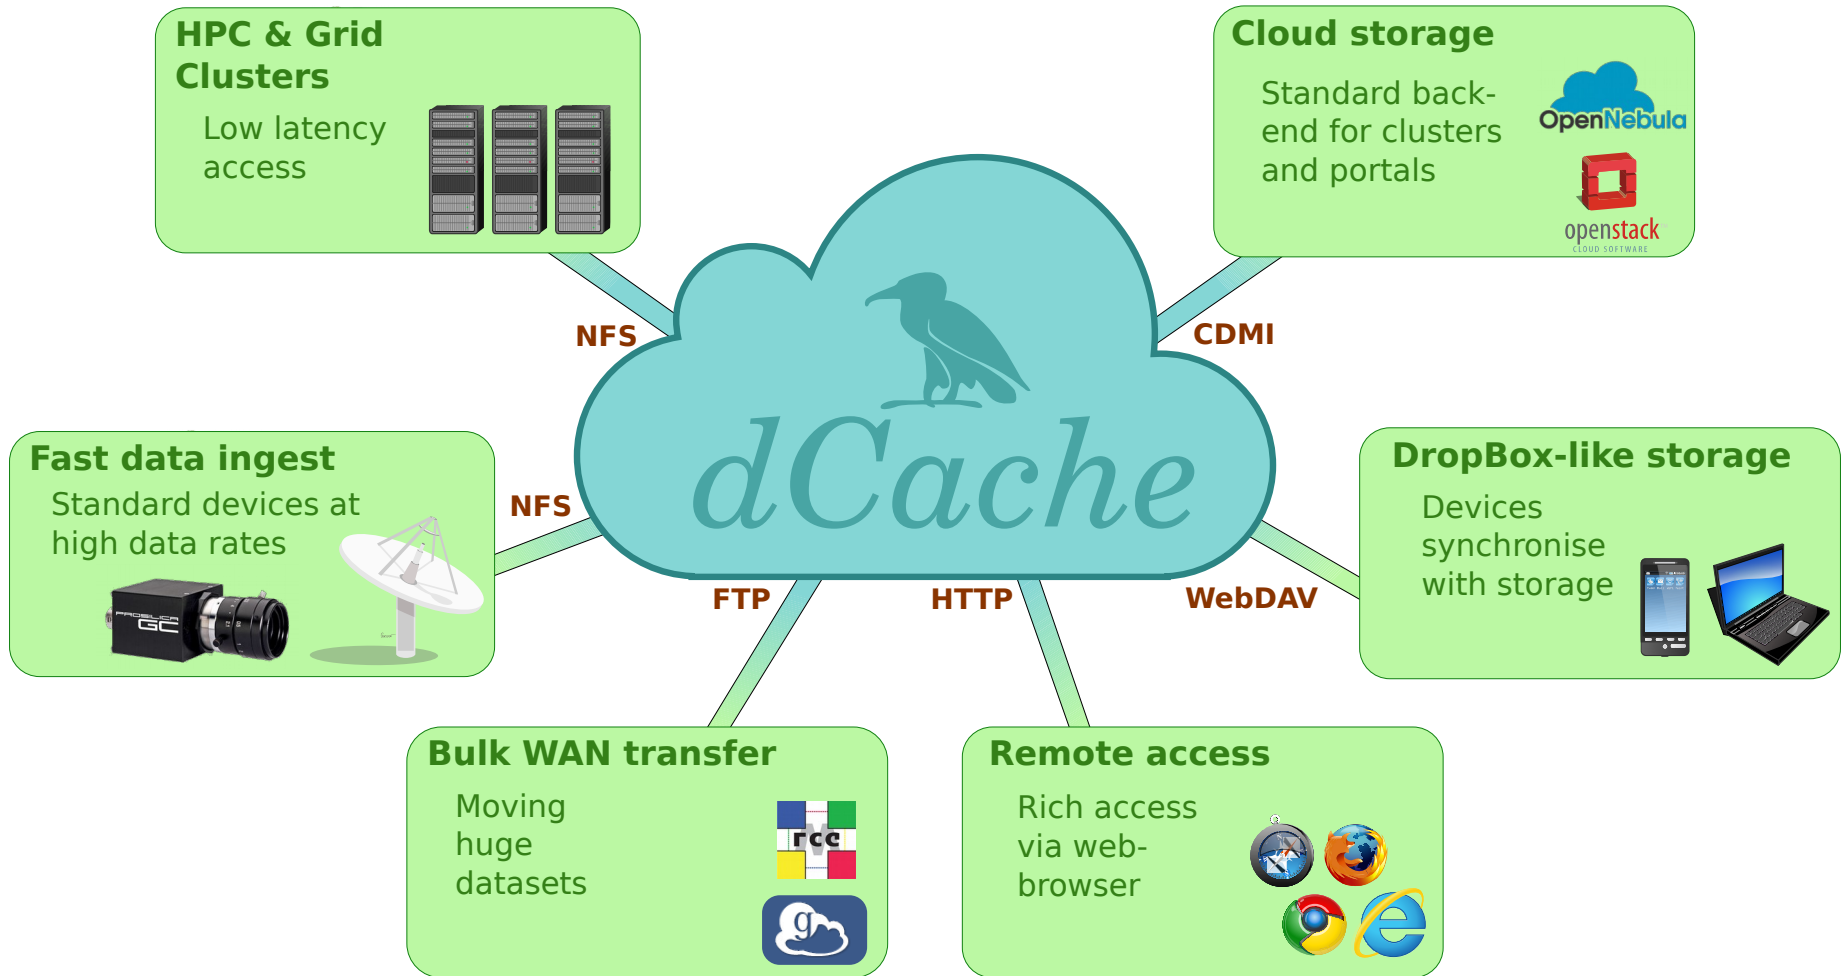 HPC & Grid
Clusters
Low latency
access
Cloud storage
Standard back-
end for clusters
and portals
OpenNebula
openstack
CLOUD SOFTWARE
NFS
CDMI
dCache
Fast data ingest
Standard devices at
high data rates
PROSILICA
GC
NFS
DropBox-like storage
Devices
synchronise
with storage
FTP
HTTP
WebDAV
Bulk WAN transfer
Moving
huge
datasets
g
Remote access
Rich access
via web-
browser